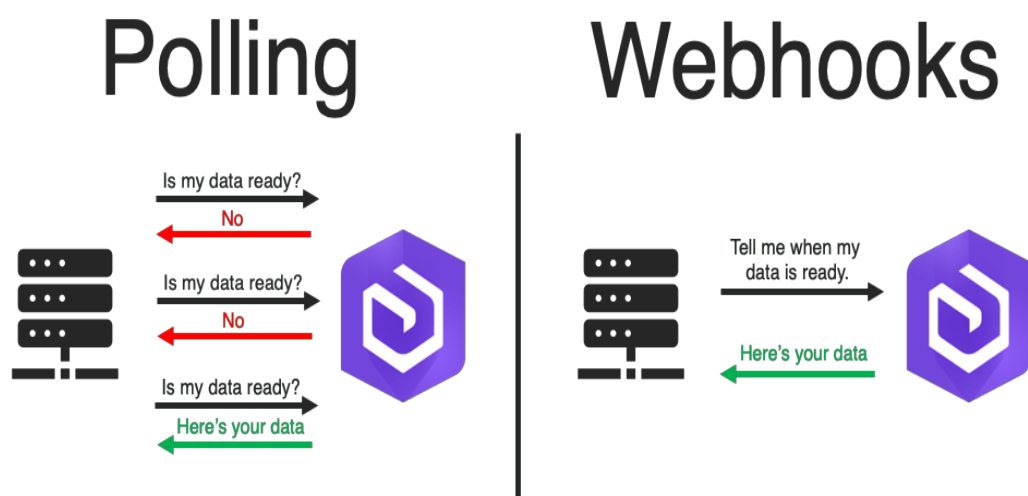 Polling
Is my data ready?
No
Is my data ready?
No
Is my data ready?
Here's your data
Webhooks
Tell me when my
data is ready.
Here's your data